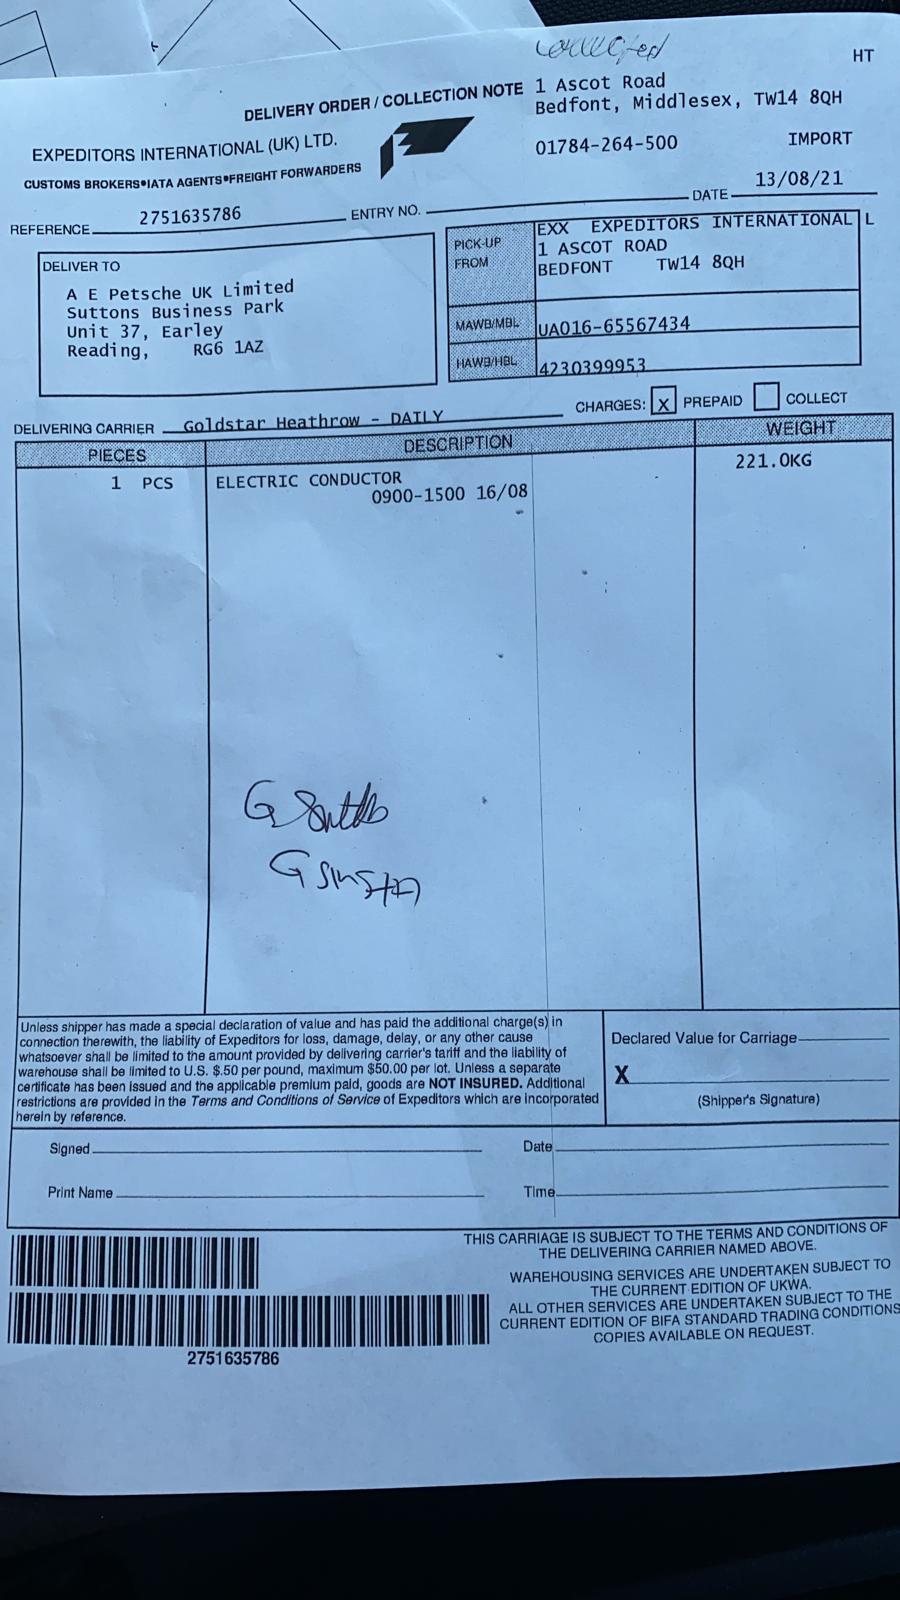 HT
DELIVERY ORDER / COLLECTION NOTE
1 Ascot Road
Bedfont, Middlesex, TW14 8QH
EXPEDITORS INTERNATIONAL (UK) LTD.
01784-264-500
IMPORT
CUSTOMS BROKERS•IATA AGENTS•FREIGHT FORWARDERS
REFERENCE 2751635786 ENTRY NO. DATE 13/08/21
DELIVER TO
A E Petsche UK Limited
Suttons Business Park
Unit 37, Earley
Reading, RG6 1AZ
PICK-UP
FROM
EXX EXPEDITORS INTERNATIONAL L
1 ASCOT ROAD
BEDFONT TW14 8QH
MAWB/MBL UA016-65567434
HAWB/HBL 4230399953
DELIVERING CARRIER Goldstar Heathrow - DAILY
CHARGES: X PREPAID COLLECT
PIECES DESCRIPTION WEIGHT
1 PCS ELECTRIC CONDUCTOR 221.0KG
0900-1500 16/08
G
G
Unless shipper has made a special declaration of value and has paid the additional charge(s) in
connection therewith, the liability of Expeditors for loss, damage, delay, or any other cause
whatsoever shall be limited to the amount provided by delivering carrier's tariff and the liability of
warehouse shall be limited to U.S. $.50 per pound, maximum $50.00 per lot. Unless a separate
certificate has been issued and the applicable premium paid, goods are NOT INSURED. Additional
restrictions are provided in the Terms and Conditions of Service of Expeditors which are incorporated
herein by reference.
Declared Value for Carriage
X
(Shipper's Signature)
Signed Date
Print Name Time
THIS CARRIAGE IS SUBJECT TO THE TERMS AND CONDITIONS OF
THE DELIVERING CARRIER NAMED ABOVE.
WAREHOUSING SERVICES ARE UNDERTAKEN SUBJECT TO
THE CURRENT EDITION OF UKWA.
ALL OTHER SERVICES ARE UNDERTAKEN SUBJECT TO THE
CURRENT EDITION OF BIFA STANDARD TRADING CONDITIONS
COPIES AVAILABLE ON REQUEST.
2751635786